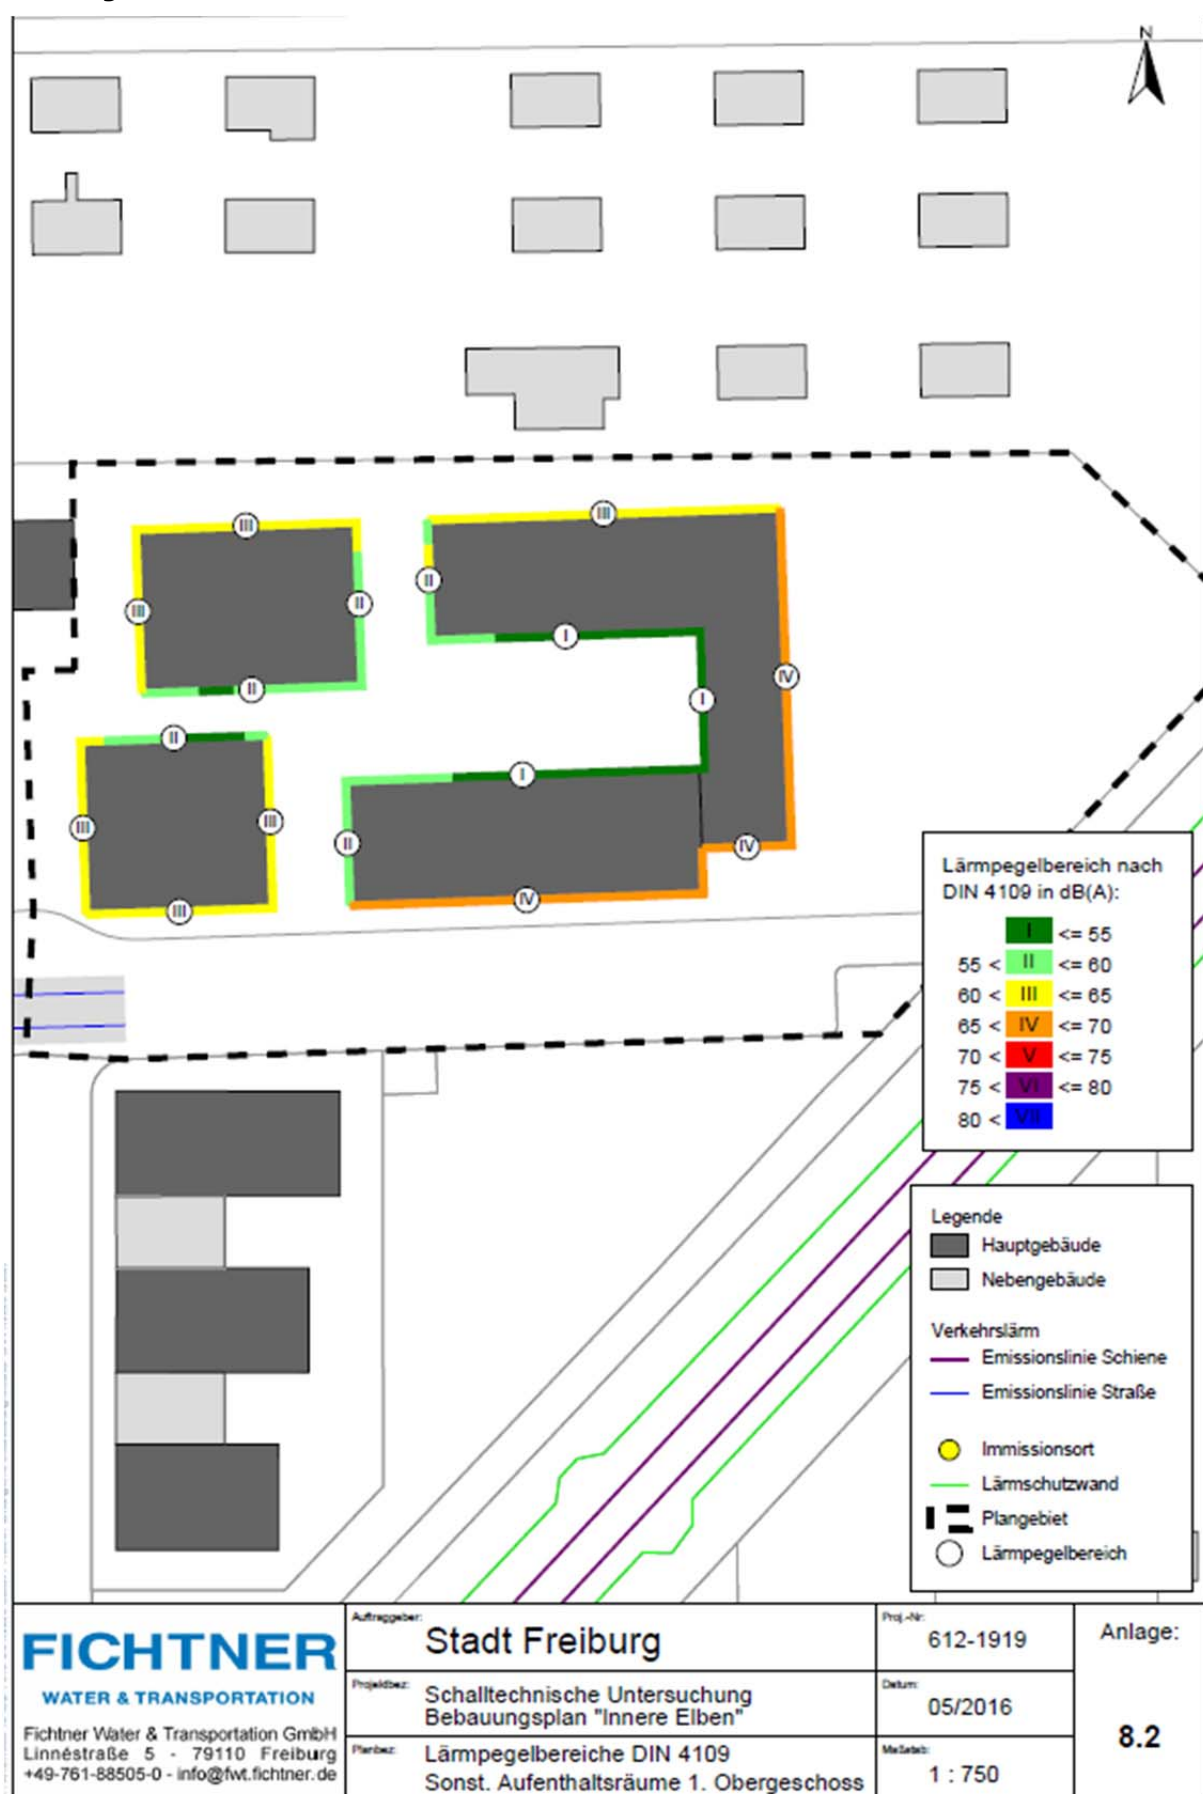 N
III
III
II
III
II
II
I
IV
I
II
I
III
III
II
IV
III
IV
Lärmpegelbereich nach
DIN 4109 in dB(A):
I <= 55
55 < II <= 60
60 < III <= 65
65 < IV <= 70
70 < V <= 75
75 < VI <= 80
80 < VII
Legende
Hauptgebäude
Nebengebäude
Verkehrslärm
Emissionslinie Schiene
Emissionslinie Straße
Immissionsort
Lärmschutzwand
Plangebiet
Lärmpegelbereich
FICHTNER
WATER & TRANSPORTATION
Fichtner Water & Transportation GmbH
Linnéstraße 5 - 79110 Freiburg
+49-761-88505-0 - info@fwt.fichtner.de
Auftraggeber:
Stadt Freiburg
Projektbez:
Schalltechnische Untersuchung
Bebauungsplan "Innere Elben"
Planbez:
Lärmpegelbereiche DIN 4109
Sonst. Aufenthaltsräume 1. Obergeschoss
Proj.-Nr:
612-1919
Datum:
05/2016
Maßstab:
1 : 750
Anlage:
8.2